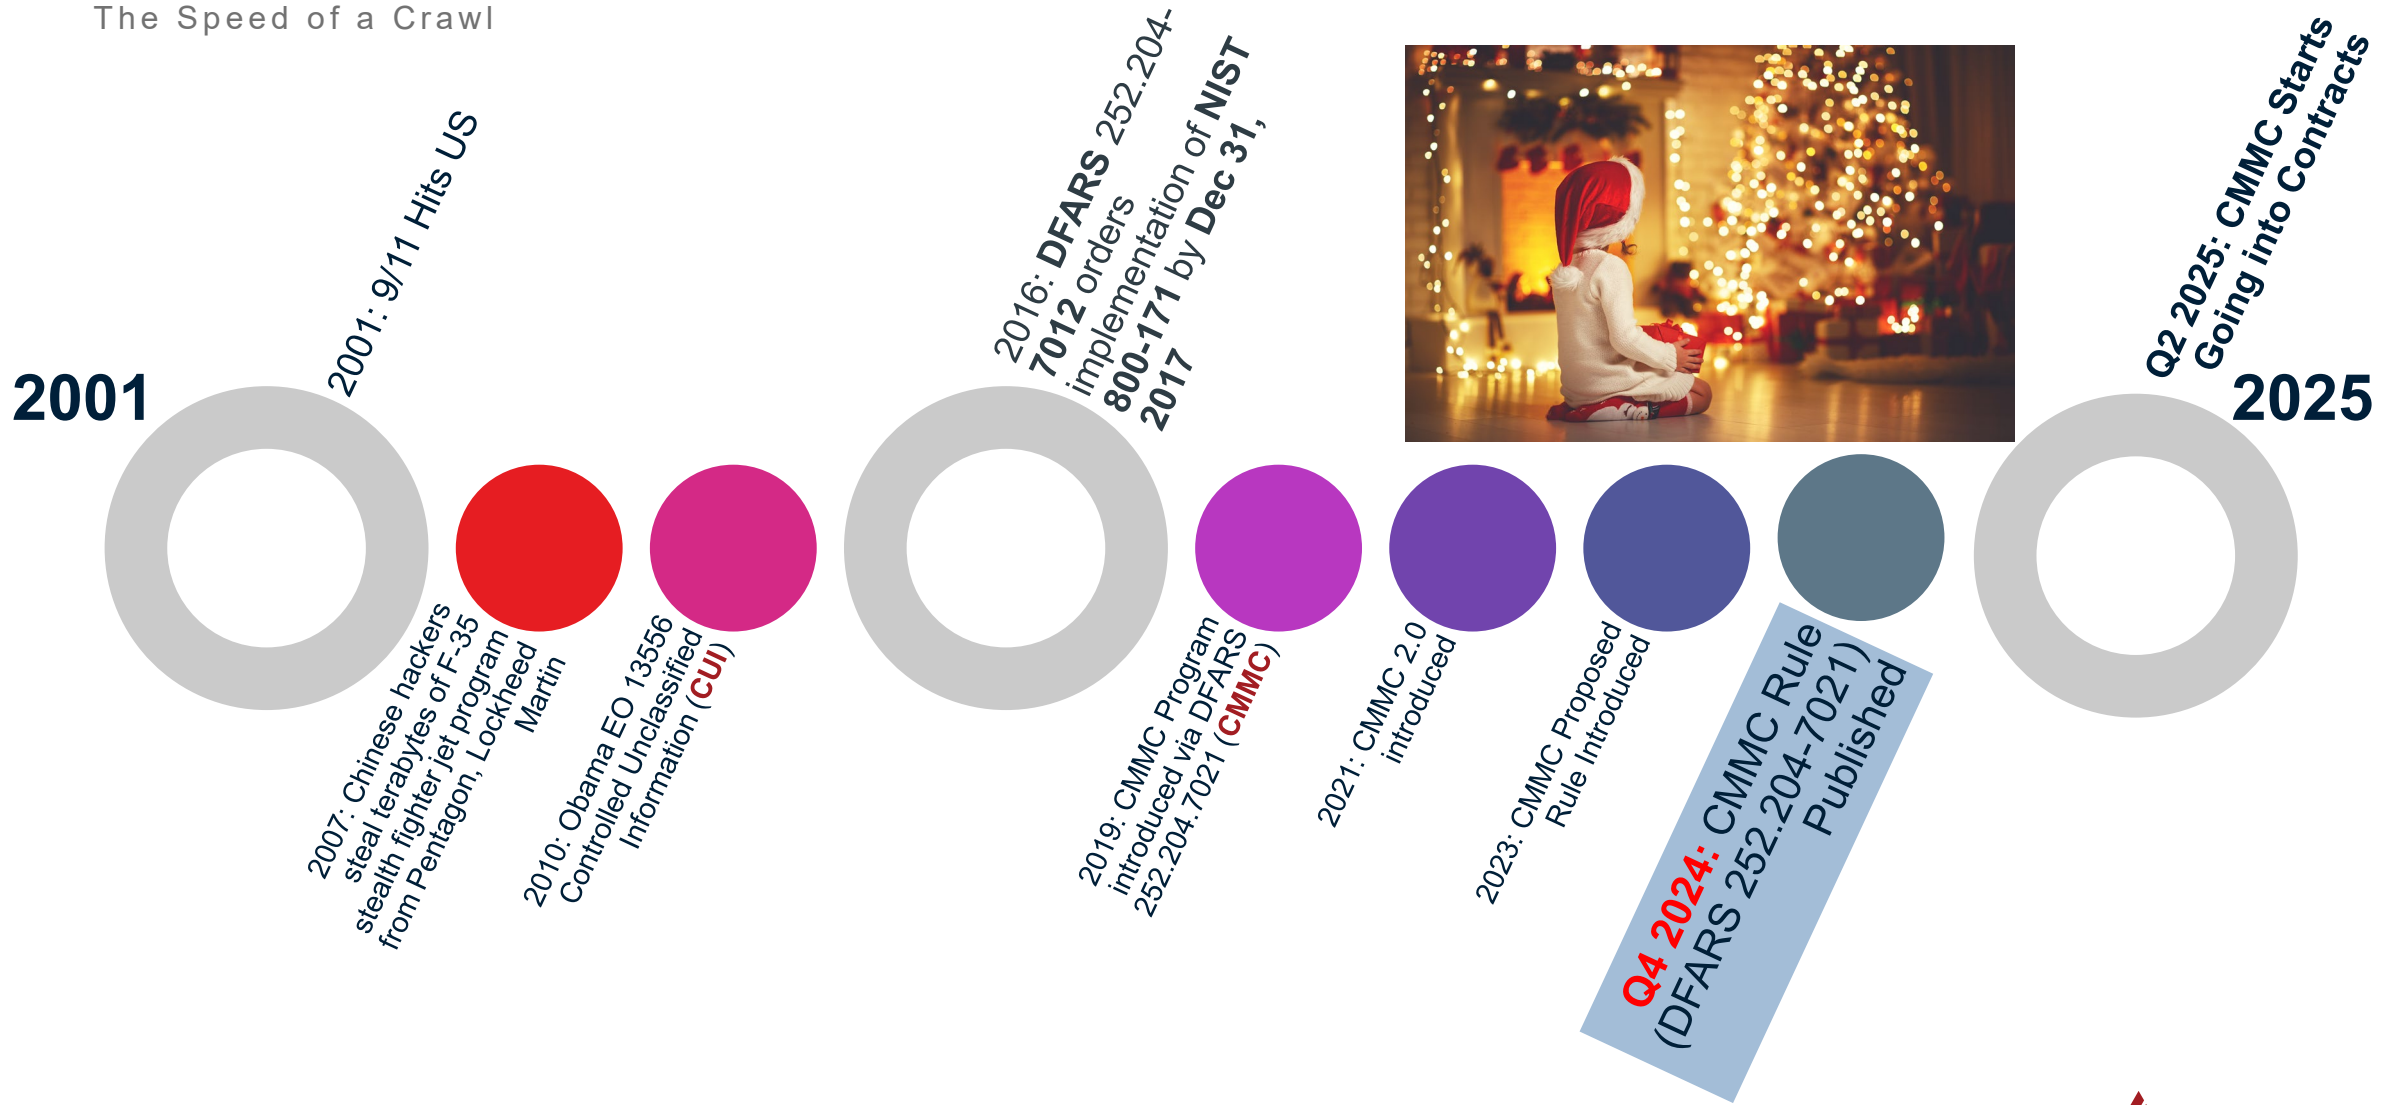 The Speed of a Crawl
2001
2001: 9/11 Hits US
2007: Chinese hackers
steal terabytes of F-35
stealth fighter jet program
from Pentagon, Lockheed
Martin
2010: Obama EO 13556
Controlled Unclassified
Information (CUI)
2016: DFARS 252.204-
7012 orders
implementation of NIST
800-171 by Dec 31,
2017
2019: CMMC Program
introduced via DFARS
252.204.7021 (CMMC)
2021: CMMC 2.0
introduced
2023: CMMC Proposed
Rule Introduced
Q4 2024: CMMC Rule
(DFARS 252.204-7021)
Published
Q2 2025: CMMC Starts
Going into Contracts
2025